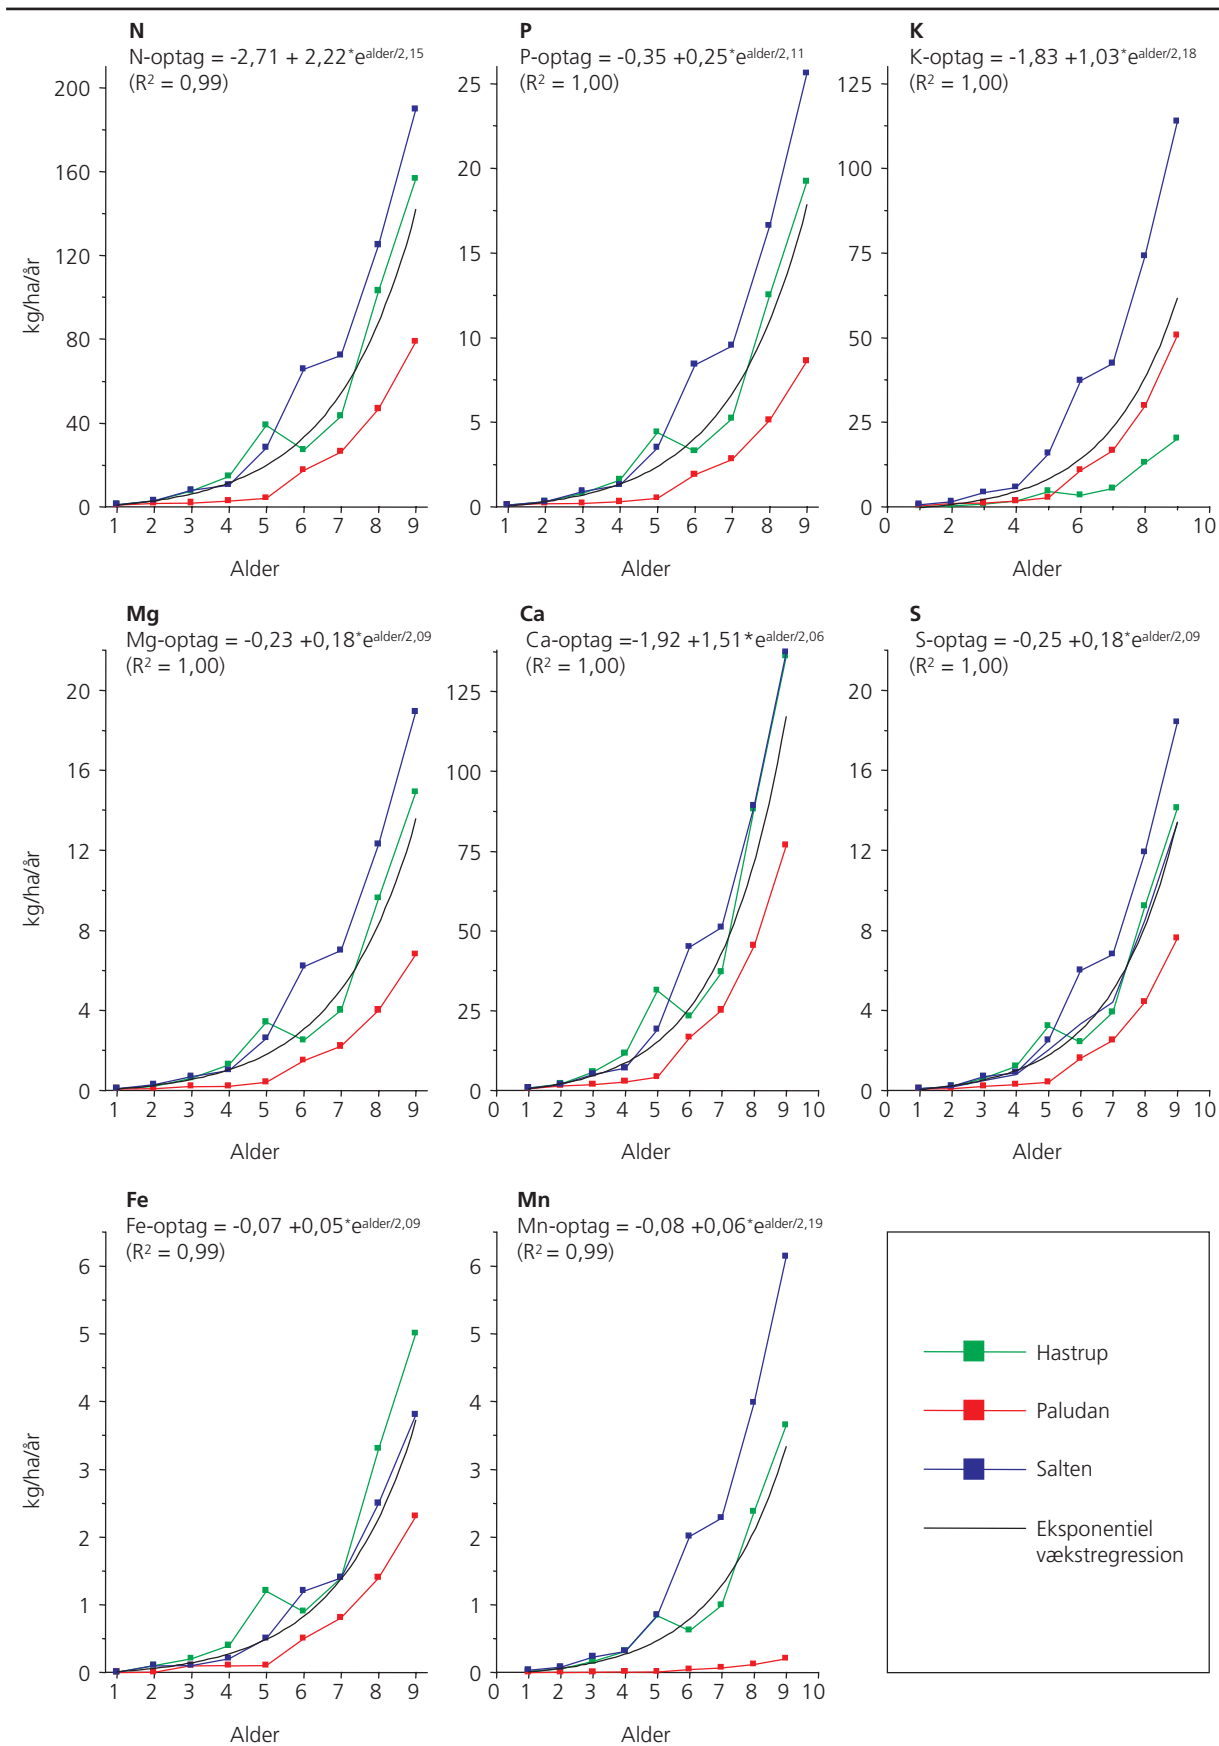 N
N-optag = -2,71 + 2,22*e^alder/2,15
(R² = 0,99)
200
160
120
80
40
0
1 2 3 4 5 6 7 8 9
kg/ha/år
Alder
P
P-optag = -0,35 +0,25*e^alder/2,11
(R² = 1,00)
25
20
15
10
5
0
1 2 3 4 5 6 7 8 9
Alder
K
K-optag = -1,83 +1,03*e^alder/2,18
(R² = 1,00)
125
100
75
50
25
0
0 2 4 6 8 10
Alder
Mg
Mg-optag = -0,23 +0,18*e^alder/2,09
(R² = 1,00)
20
16
12
8
4
0
1 2 3 4 5 6 7 8 9
kg/ha/år
Alder
Ca
Ca-optag =-1,92 +1,51*e^alder/2,06
(R² = 1,00)
125
100
75
50
25
0
0 1 2 3 4 5 6 7 8 9 10
Alder
S
S-optag = -0,25 +0,18*e^alder/2,09
(R² = 1,00)
20
16
12
8
4
0
0 1 2 3 4 5 6 7 8 9 10
Alder
Fe
Fe-optag = -0,07 +0,05*e^alder/2,09
(R² = 0,99)
6
5
4
3
2
1
0
1 2 3 4 5 6 7 8 9
kg/ha/år
Alder
Mn
Mn-optag = -0,08 +0,06*e^alder/2,19
(R² = 0,99)
6
5
4
3
2
1
0
0 1 2 3 4 5 6 7 8 9 10
Alder
Hastrup
Paludan
Salten
Eksponentiel
vækstregression